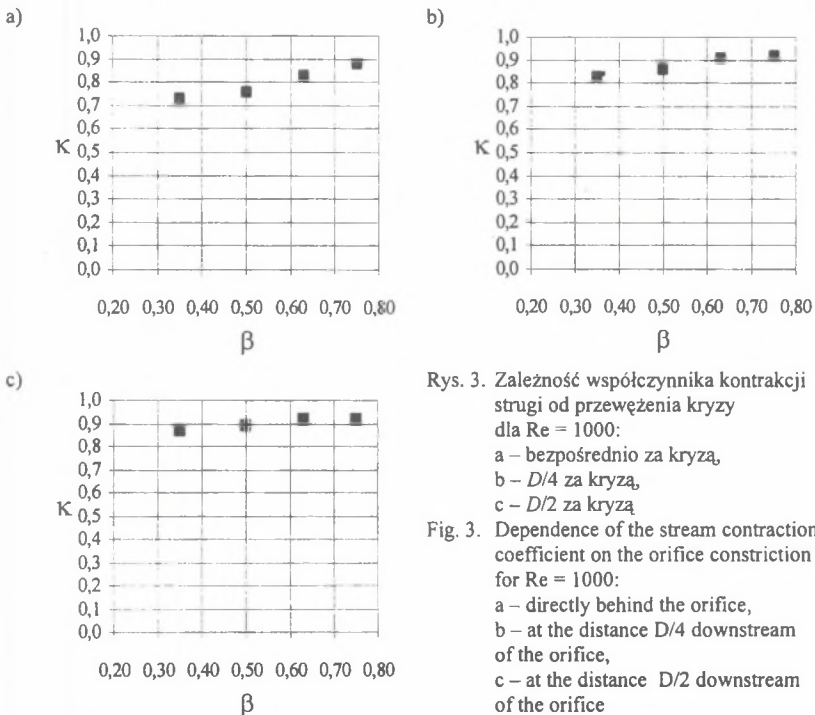 a)
1,0
0,9
0,8
0,7
0,6
κ 0,5
0,4
0,3
0,2
0,1
0,0
0,20 0,30 0,40 0,50 0,60 0,70 0,80
β
b)
1,0
0,9
0,8
0,7
0,6
κ 0,5
0,4
0,3
0,2
0,1
0,0
0,20 0,30 0,40 0,50 0,60 0,70 0,80
β
c)
1,0
0,9
0,8
0,7
0,6
κ 0,5
0,4
0,3
0,2
0,1
0,0
0,20 0,30 0,40 0,50 0,60 0,70 0,80
β
Rys. 3. Zależność współczynnika kontrakcji
strugi od przewężenia kryzy
dla Re = 1000:
a – bezpośrednio za kryzą,
b – D/4 za kryzą,
c – D/2 za kryzą
Fig. 3. Dependence of the stream contraction
coefficient on the orifice constriction
for Re = 1000:
a – directly behind the orifice,
b – at the distance D/4 downstream
of the orifice,
c – at the distance D/2 downstream
of the orifice